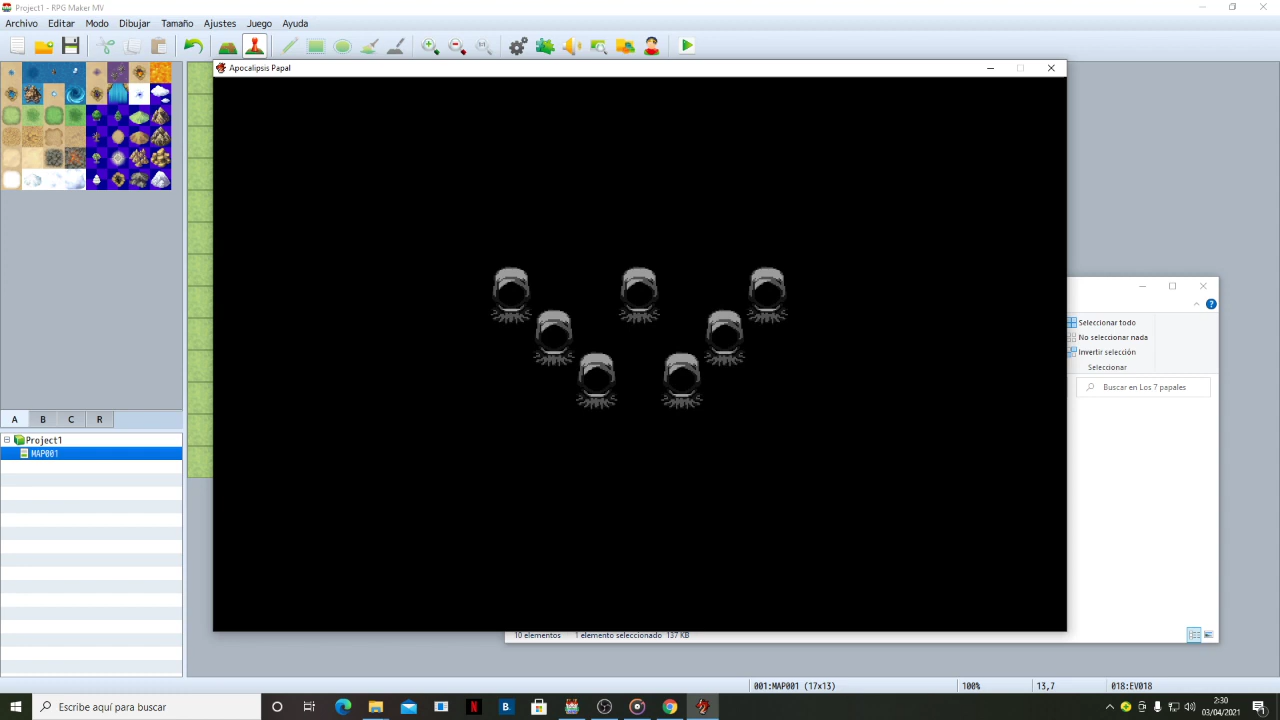 Project1 - RPG Maker MV
Archivo Editar Modo Dibujar Tamaño Ajustes Juego Ayuda
Apocalipsis Papal
Seleccionar todo
No seleccionar nada
Invertir selección
Seleccionar
Buscar en Los 7 papales
A B C R
Project1
MAP001
10 elementos 1 elemento seleccionado 137 KB
001:MAP001 (17x13) 100% 13,7 018:EV018
Escribe aquí para buscar
2:30
03/04/2021